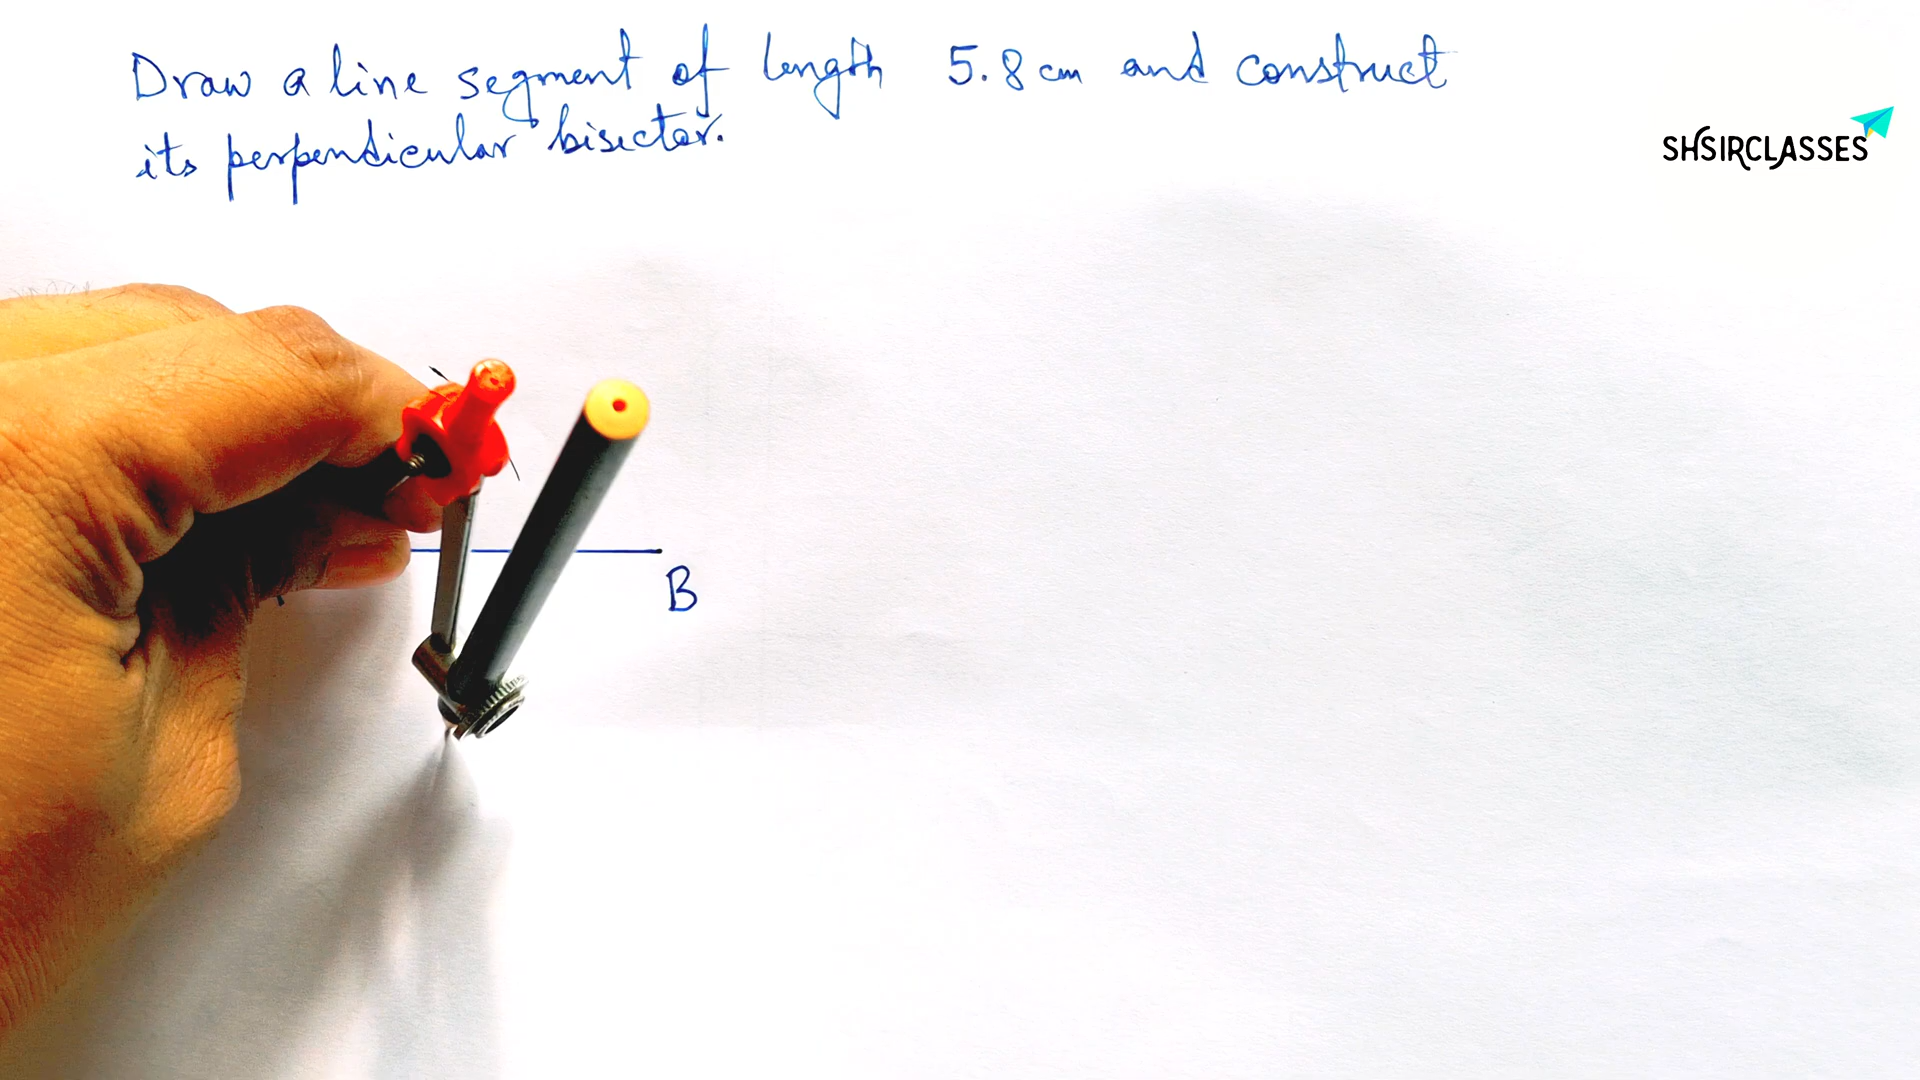 Draw a line segment of length 5.8 cm and construct
its perpendicular bisector.
SHSIRCLASSES
B